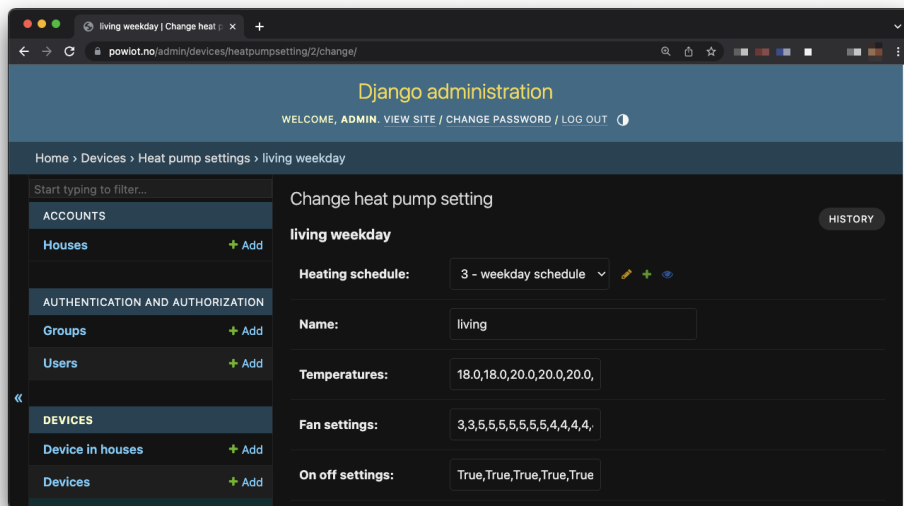 living weekday | Change heat p
powiot.no/admin/devices/heatpumpsetting/2/change/
Django administration
WELCOME, ADMIN. VIEW SITE / CHANGE PASSWORD / LOG OUT
Home › Devices › Heat pump settings › living weekday
Start typing to filter...
ACCOUNTS
Houses + Add
AUTHENTICATION AND AUTHORIZATION
Groups + Add
Users + Add
«
DEVICES
Device in houses + Add
Devices + Add
Change heat pump setting
HISTORY
living weekday
Heating schedule: 3 - weekday schedule
Name: living
Temperatures: 18.0,18.0,20.0,20.0,20.0,
Fan settings: 3,3,5,5,5,5,5,5,5,4,4,4,4,
On off settings: True,True,True,True,True